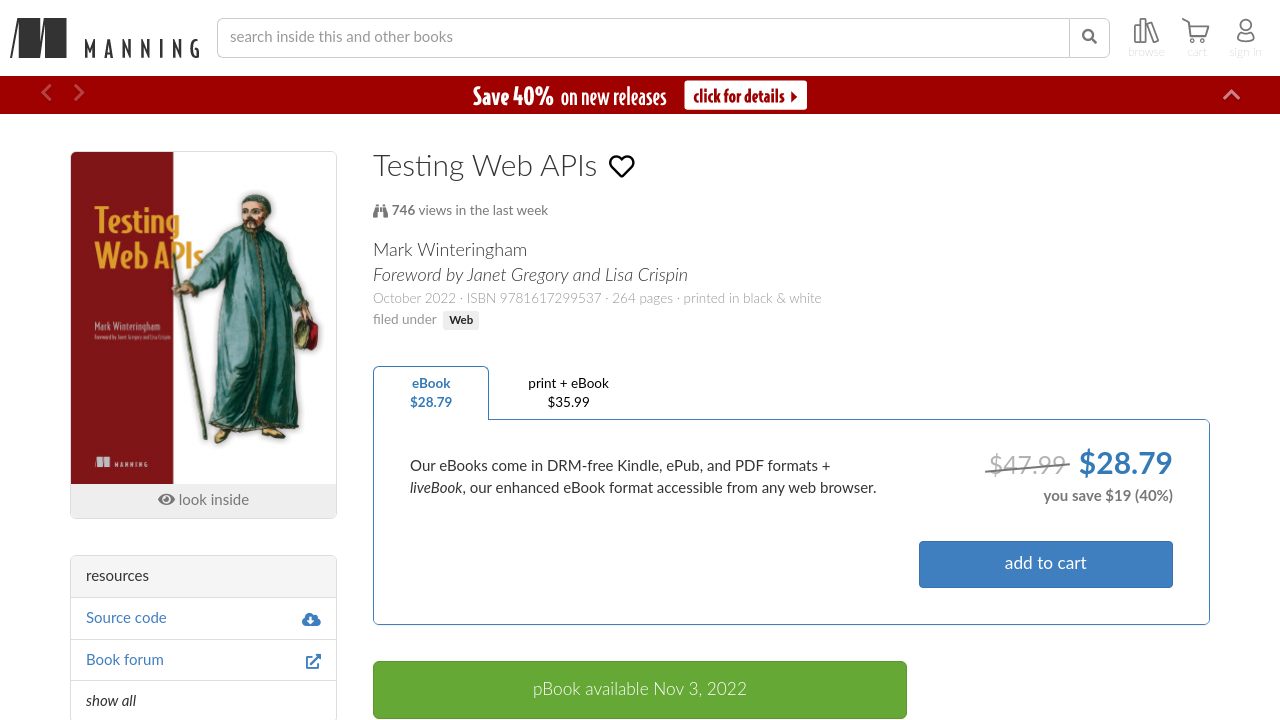 MANNING
search inside this and other books
browse
cart
sign in
Save 40% on new releases click for details
Testing Web APIs
746 views in the last week
Mark Winteringham
Foreword by Janet Gregory and Lisa Crispin
October 2022 · ISBN 9781617299537 · 264 pages · printed in black & white
filed under Web
Testing
Web APIs
Mark Winteringham
Foreword by Janet Gregory and Lisa Crispin
MANNING
look inside
eBook
$28.79
print + eBook
$35.99
Our eBooks come in DRM-free Kindle, ePub, and PDF formats +
liveBook, our enhanced eBook format accessible from any web browser.
$47.99 $28.79
you save $19 (40%)
add to cart
resources
Source code
Book forum
show all
pBook available Nov 3, 2022